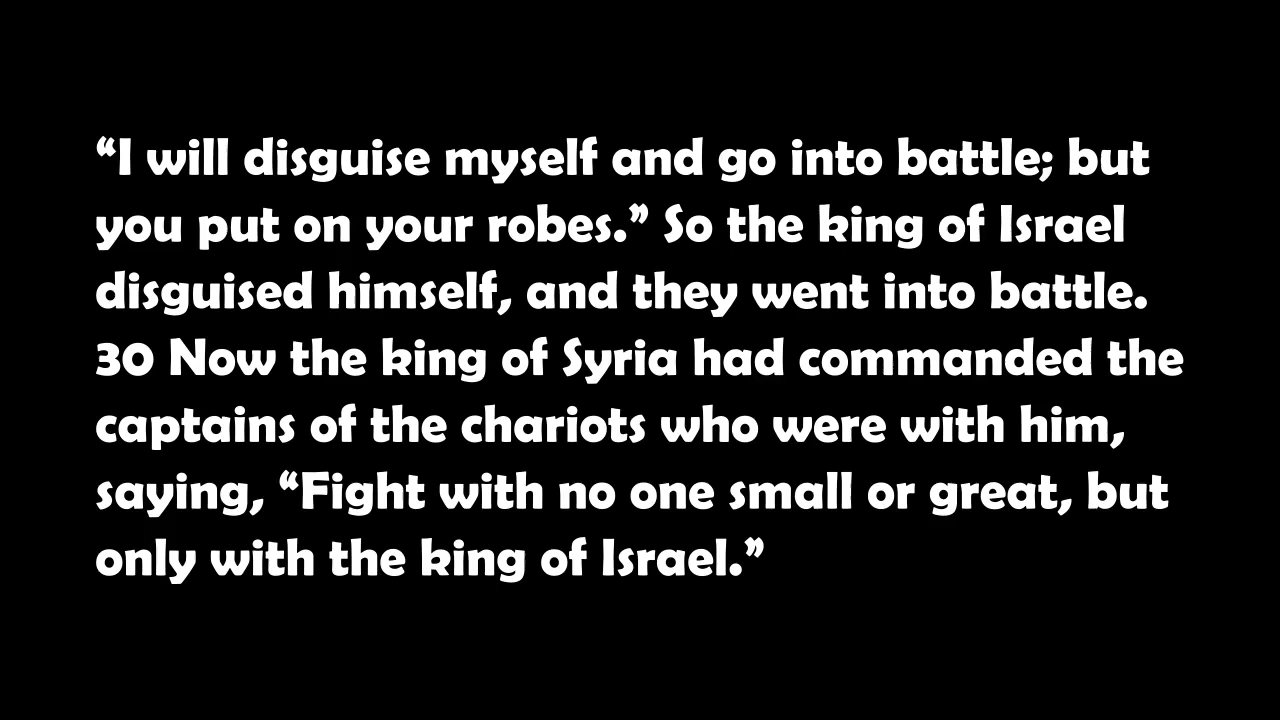 “I will disguise myself and go into battle; but
you put on your robes.” So the king of Israel
disguised himself, and they went into battle.
30 Now the king of Syria had commanded the
captains of the chariots who were with him,
saying, “Fight with no one small or great, but
only with the king of Israel.”